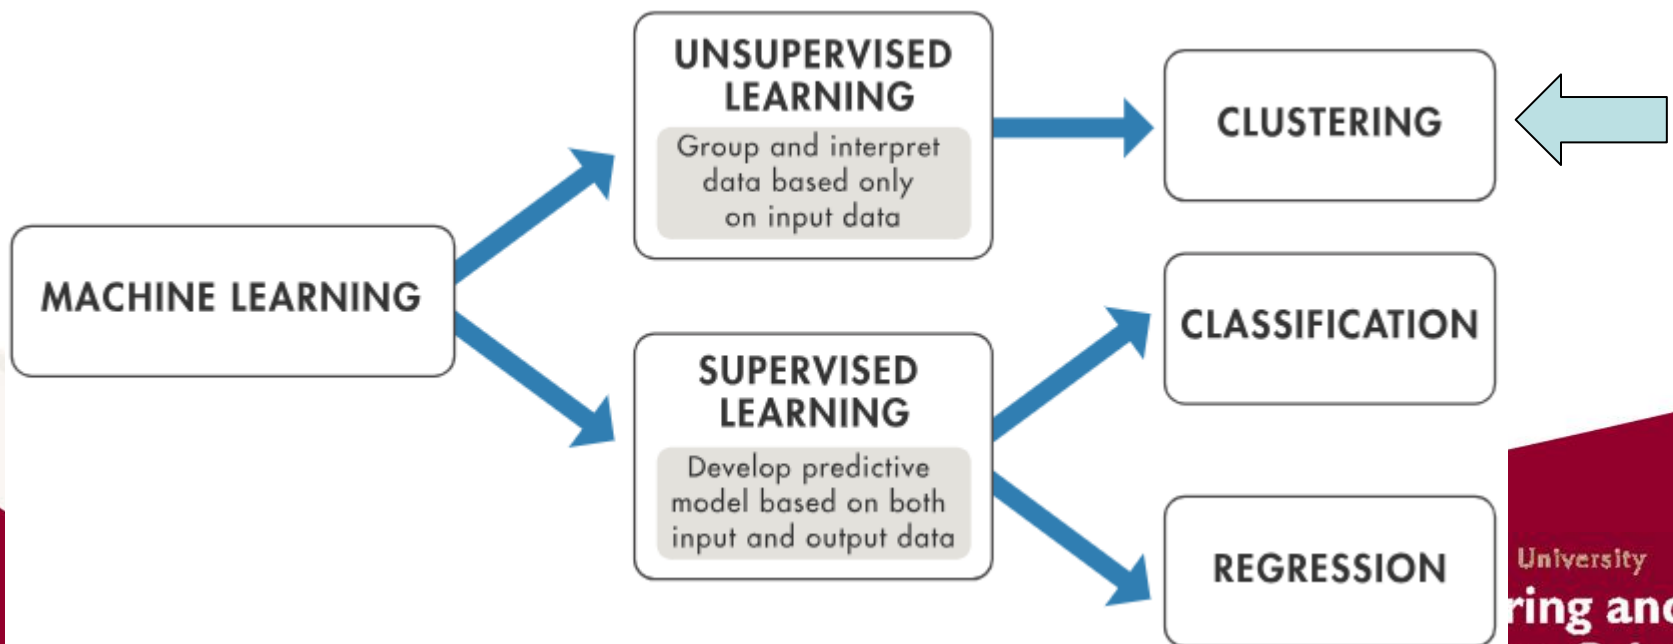 MACHINE LEARNING
UNSUPERVISED
LEARNING
Group and interpret
data based only
on input data
SUPERVISED
LEARNING
Develop predictive
model based on both
input and output data
CLUSTERING
CLASSIFICATION
REGRESSION
University
ring and